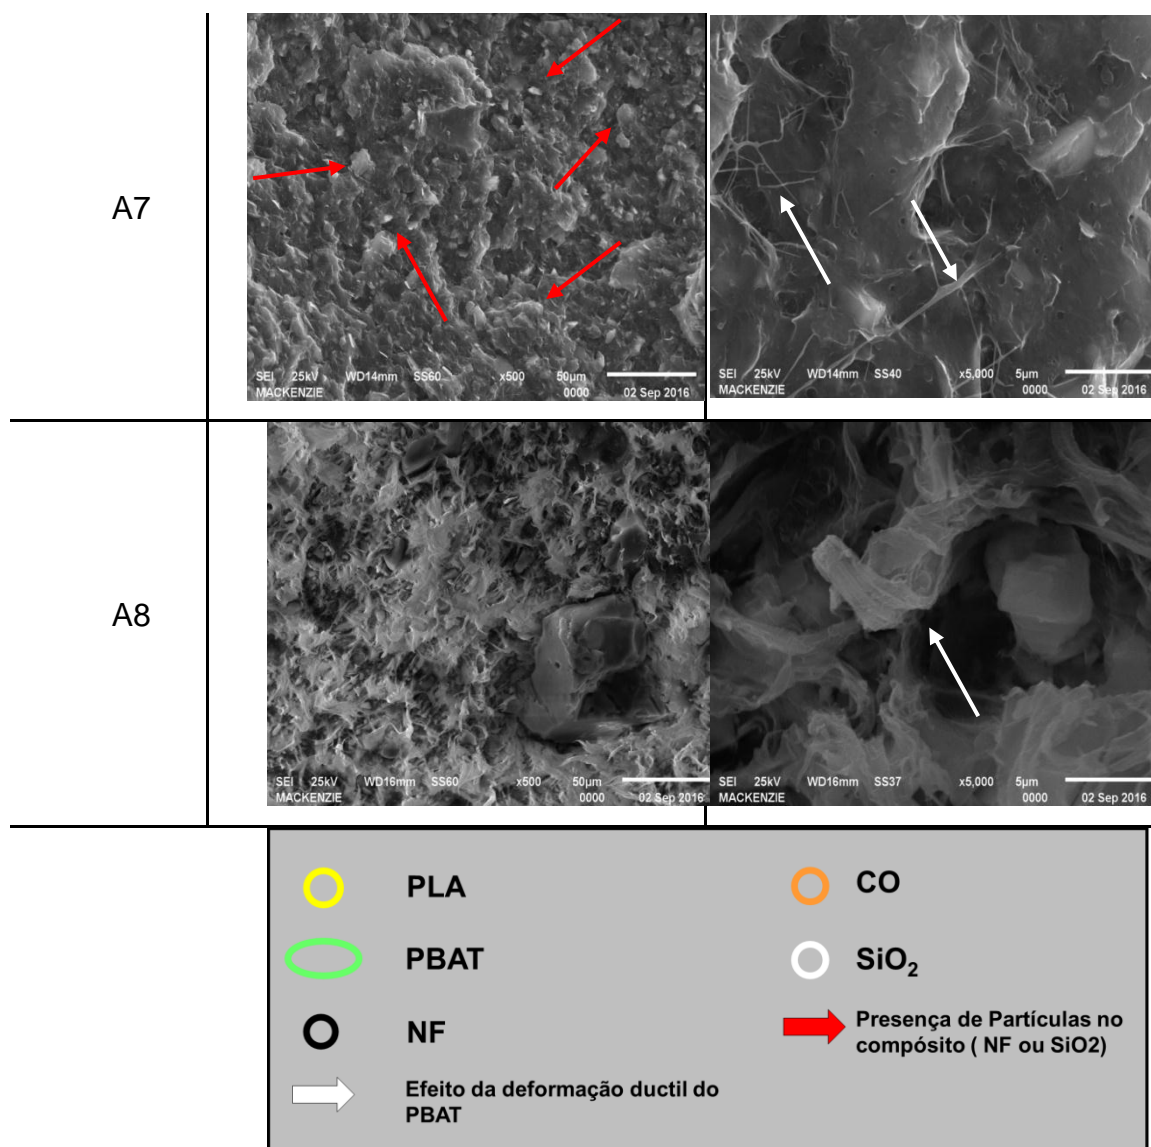 A7
SEI 25kV WD14mm SS60 x500 50µm
MACKENZIE 0000 02 Sep 2016
SEI 25kV WD14mm SS40 x5,000 5µm
MACKENZIE 0000 02 Sep 2016
A8
SEI 25kV WD16mm SS60 x500 50µm
MACKENZIE 0000 02 Sep 2016
SEI 25kV WD16mm SS37 x5,000 5µm
MACKENZIE 0000 02 Sep 2016
PLA
CO
PBAT
SiO₂
NF
Presença de Partículas no
compósito ( NF ou SiO2)
Efeito da deformação ductil do
PBAT